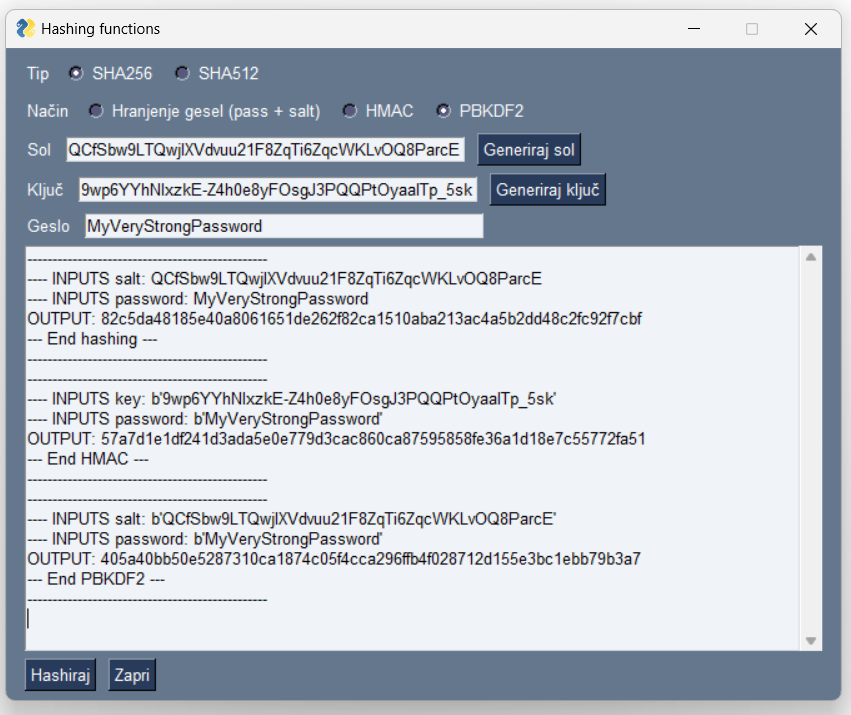 Hashing functions
Tip SHA256 SHA512
Način Hranjenje gesel (pass + salt) HMAC PBKDF2
Sol QCfSbw9LTQwjlXVdvuu21F8ZqTi6ZqcWKLvOQ8ParcE Generiraj sol
Ključ 9wp6YYhNlxzkE-Z4h0e8yFOsgJ3PQQPtOyaalTp_5sk Generiraj ključ
Geslo MyVeryStrongPassword
------------------------------------------------
---- INPUTS salt: QCfSbw9LTQwjlXVdvuu21F8ZqTi6ZqcWKLvOQ8ParcE
---- INPUTS password: MyVeryStrongPassword
OUTPUT: 82c5da48185e40a8061651de262f82ca1510aba213ac4a5b2dd48c2fc92f7cbf
--- End hashing ---
------------------------------------------------
------------------------------------------------
---- INPUTS key: b'9wp6YYhNlxzkE-Z4h0e8yFOsgJ3PQQPtOyaalTp_5sk'
---- INPUTS password: b'MyVeryStrongPassword'
OUTPUT: 57a7d1e1df241d3ada5e0e779d3cac860ca87595858fe36a1d18e7c55772fa51
--- End HMAC ---
------------------------------------------------
------------------------------------------------
---- INPUTS salt: b'QCfSbw9LTQwjlXVdvuu21F8ZqTi6ZqcWKLvOQ8ParcE'
---- INPUTS password: b'MyVeryStrongPassword'
OUTPUT: 405a40bb50e5287310ca1874c05f4cca296ffb4f028712d155e3bc1ebb79b3a7
--- End PBKDF2 ---
------------------------------------------------
Hashiraj Zapri